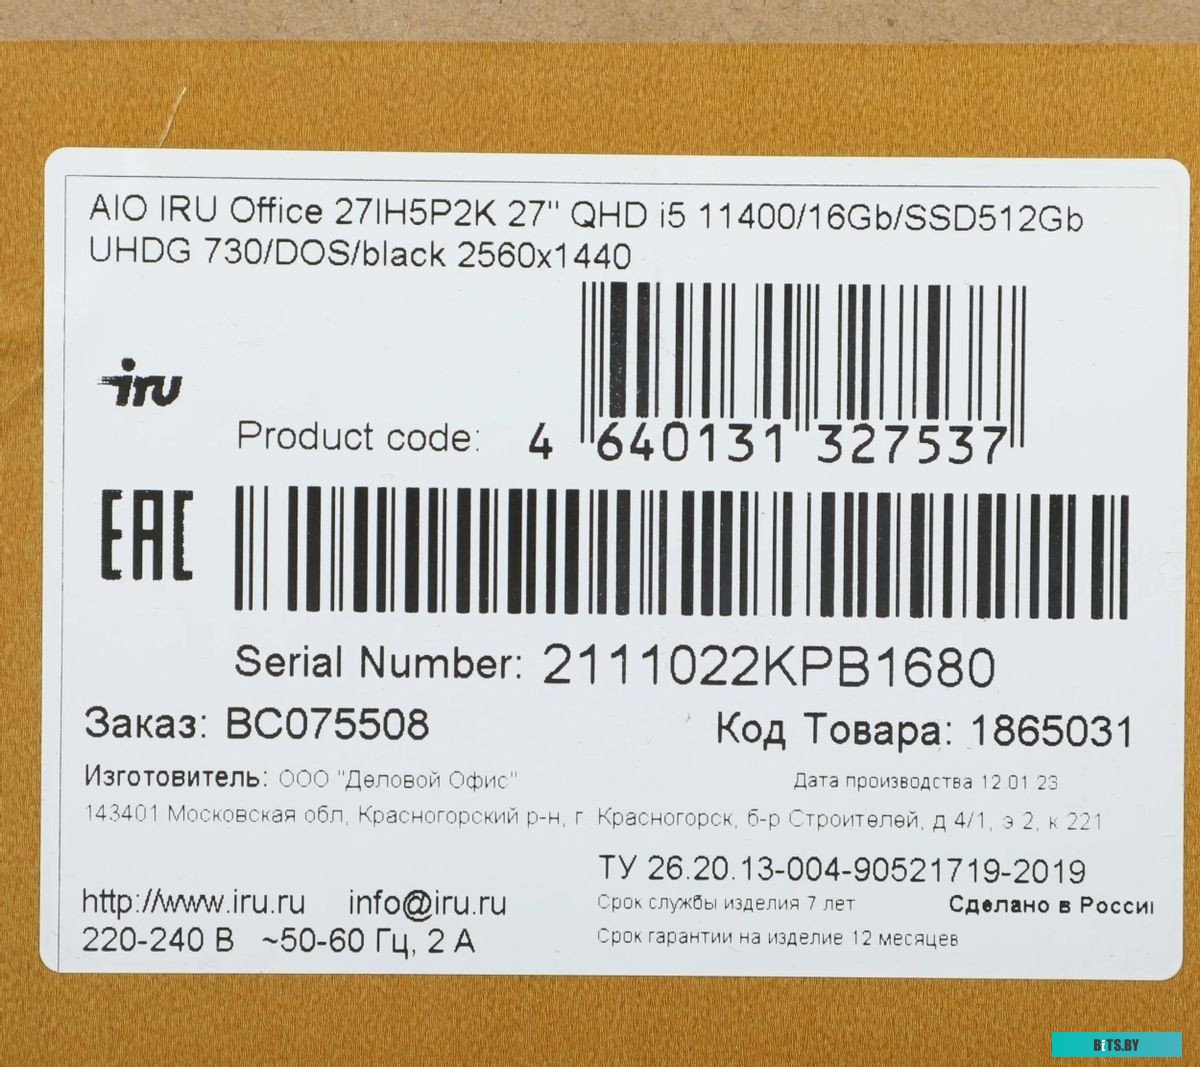 AIO IRU Office 27IH5P2K 27" QHD i5 11400/16Gb/SSD512Gb
UHDG 730/DOS/black 2560x1440
iru
Product code: 4 640131 327537
EAC
Serial Number: 2111022KPB1680
Заказ: BC075508 Код Товара: 1865031
Изготовитель: ООО "Деловой Офис" Дата производства 12.01.23
143401 Московская обл, Красногорский р-н, г. Красногорск, б-р Строителей, д 4/1, э 2, к 221
ТУ 26.20.13-004-90521719-2019
http://www.iru.ru info@iru.ru Срок службы изделия 7 лет Сделано в Росси
220-240 В ~50-60 Гц, 2 А Срок гарантии на изделие 12 месяцев
BiTS.BY